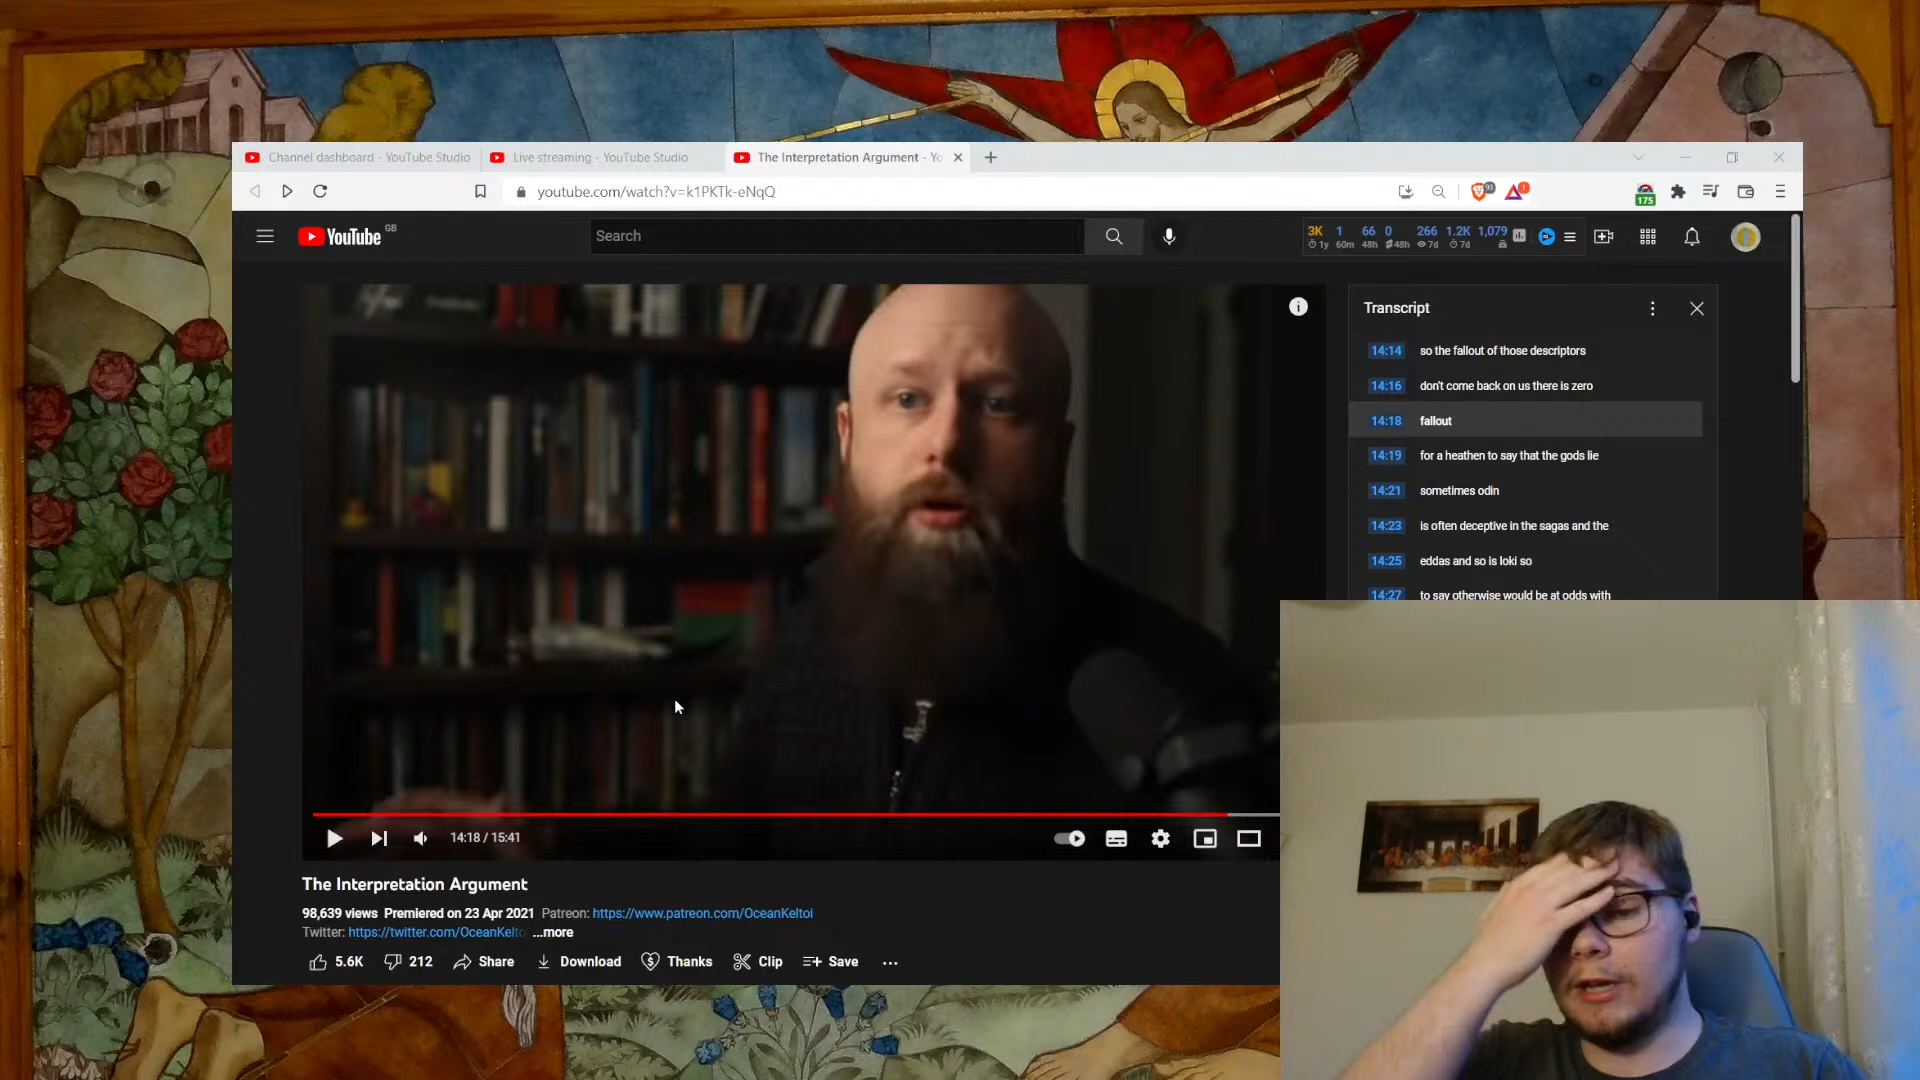 Channel dashboard - YouTube Studio
Live streaming - YouTube Studio
The Interpretation Argument - Yo
youtube.com/watch?v=k1PKTk-eNqQ
93
1
175
YouTube GB
Search
3K 1 66 0 266 1.2K 1,079
1y 60m 48h 48h 7d 7d
Transcript
14:14 so the fallout of those descriptors
14:16 don't come back on us there is zero
14:18 fallout
14:19 for a heathen to say that the gods lie
14:21 sometimes odin
14:23 is often deceptive in the sagas and the
14:25 eddas and so is loki so
14:27 to say otherwise would be at odds with
14:18 / 15:41
The Interpretation Argument
98,639 views Premiered on 23 Apr 2021 Patreon: https://www.patreon.com/OceanKeltoi
Twitter: https://twitter.com/OceanKelto ...more
5.6K 212 Share Download Thanks Clip Save